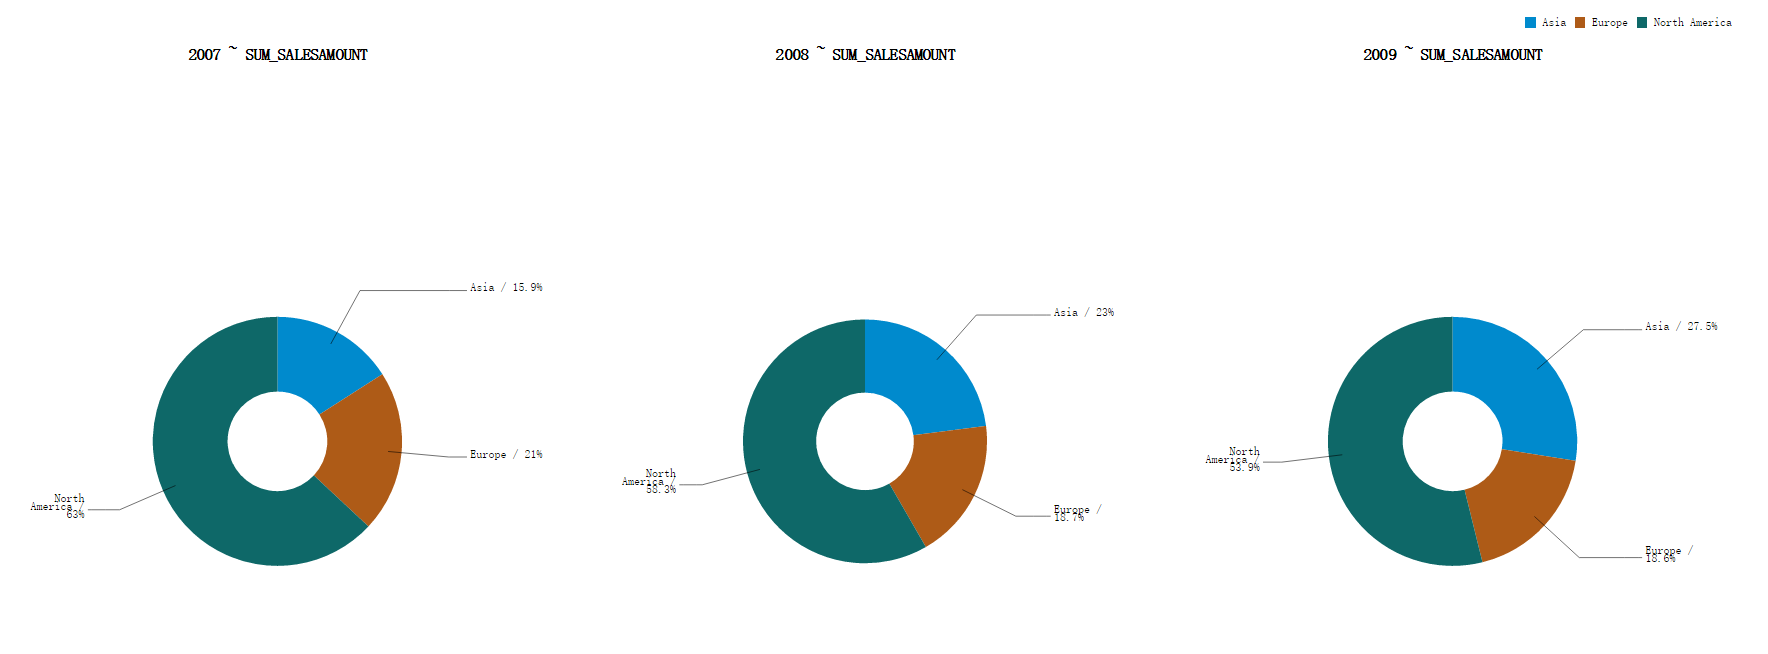 Asia Europe North America
2007 ~ SUM_SALESAMOUNT
2008 ~ SUM_SALESAMOUNT
2009 ~ SUM_SALESAMOUNT
Asia / 15.9%
Europe / 21%
North
America /
63%
Asia / 23%
Europe /
18.7%
North
America /
58.3%
Asia / 27.5%
Europe /
18.6%
North
America /
53.9%